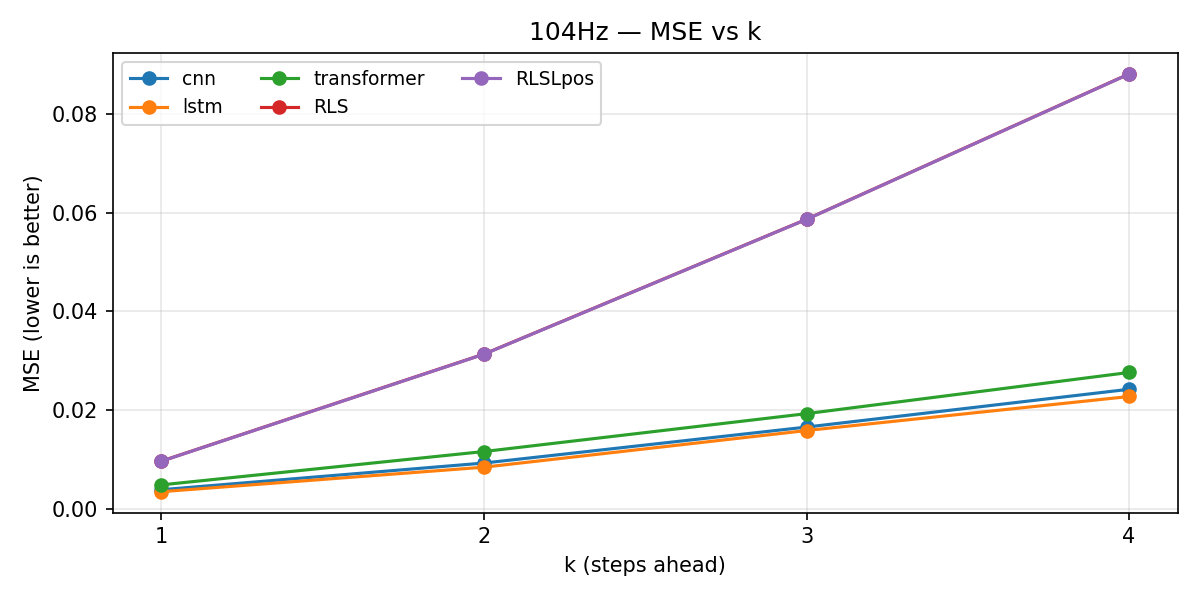 104Hz — MSE vs k
cnn
lstm
transformer
RLS
RLSLpos
MSE (lower is better)
0.08
0.06
0.04
0.02
0.00
1 2 3 4
k (steps ahead)